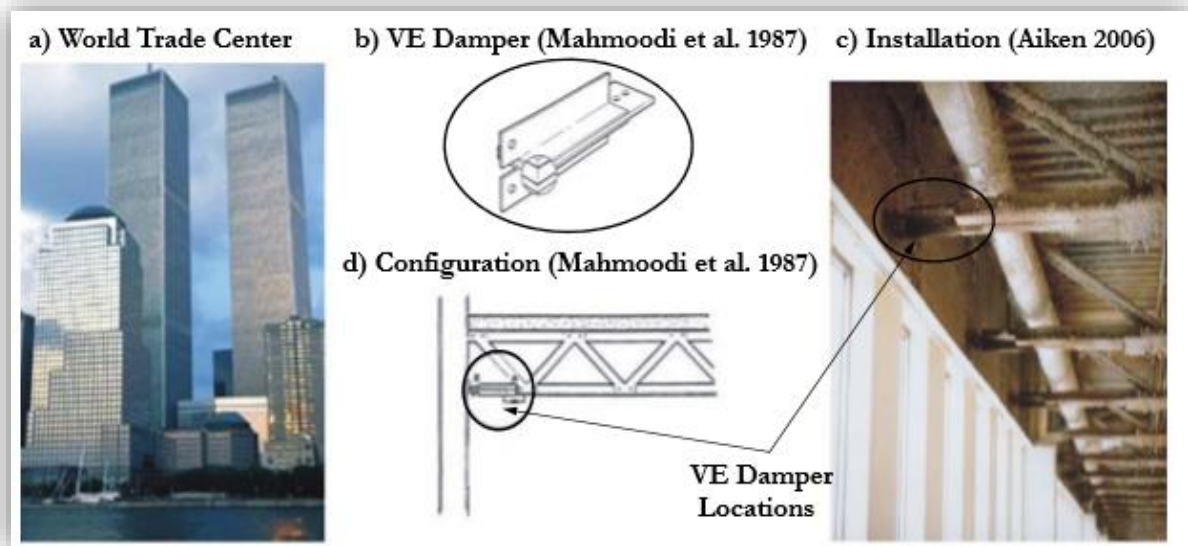 a) World Trade Center
b) VE Damper (Mahmoodi et al. 1987)
c) Installation (Aiken 2006)
d) Configuration (Mahmoodi et al. 1987)
VE Damper
Locations